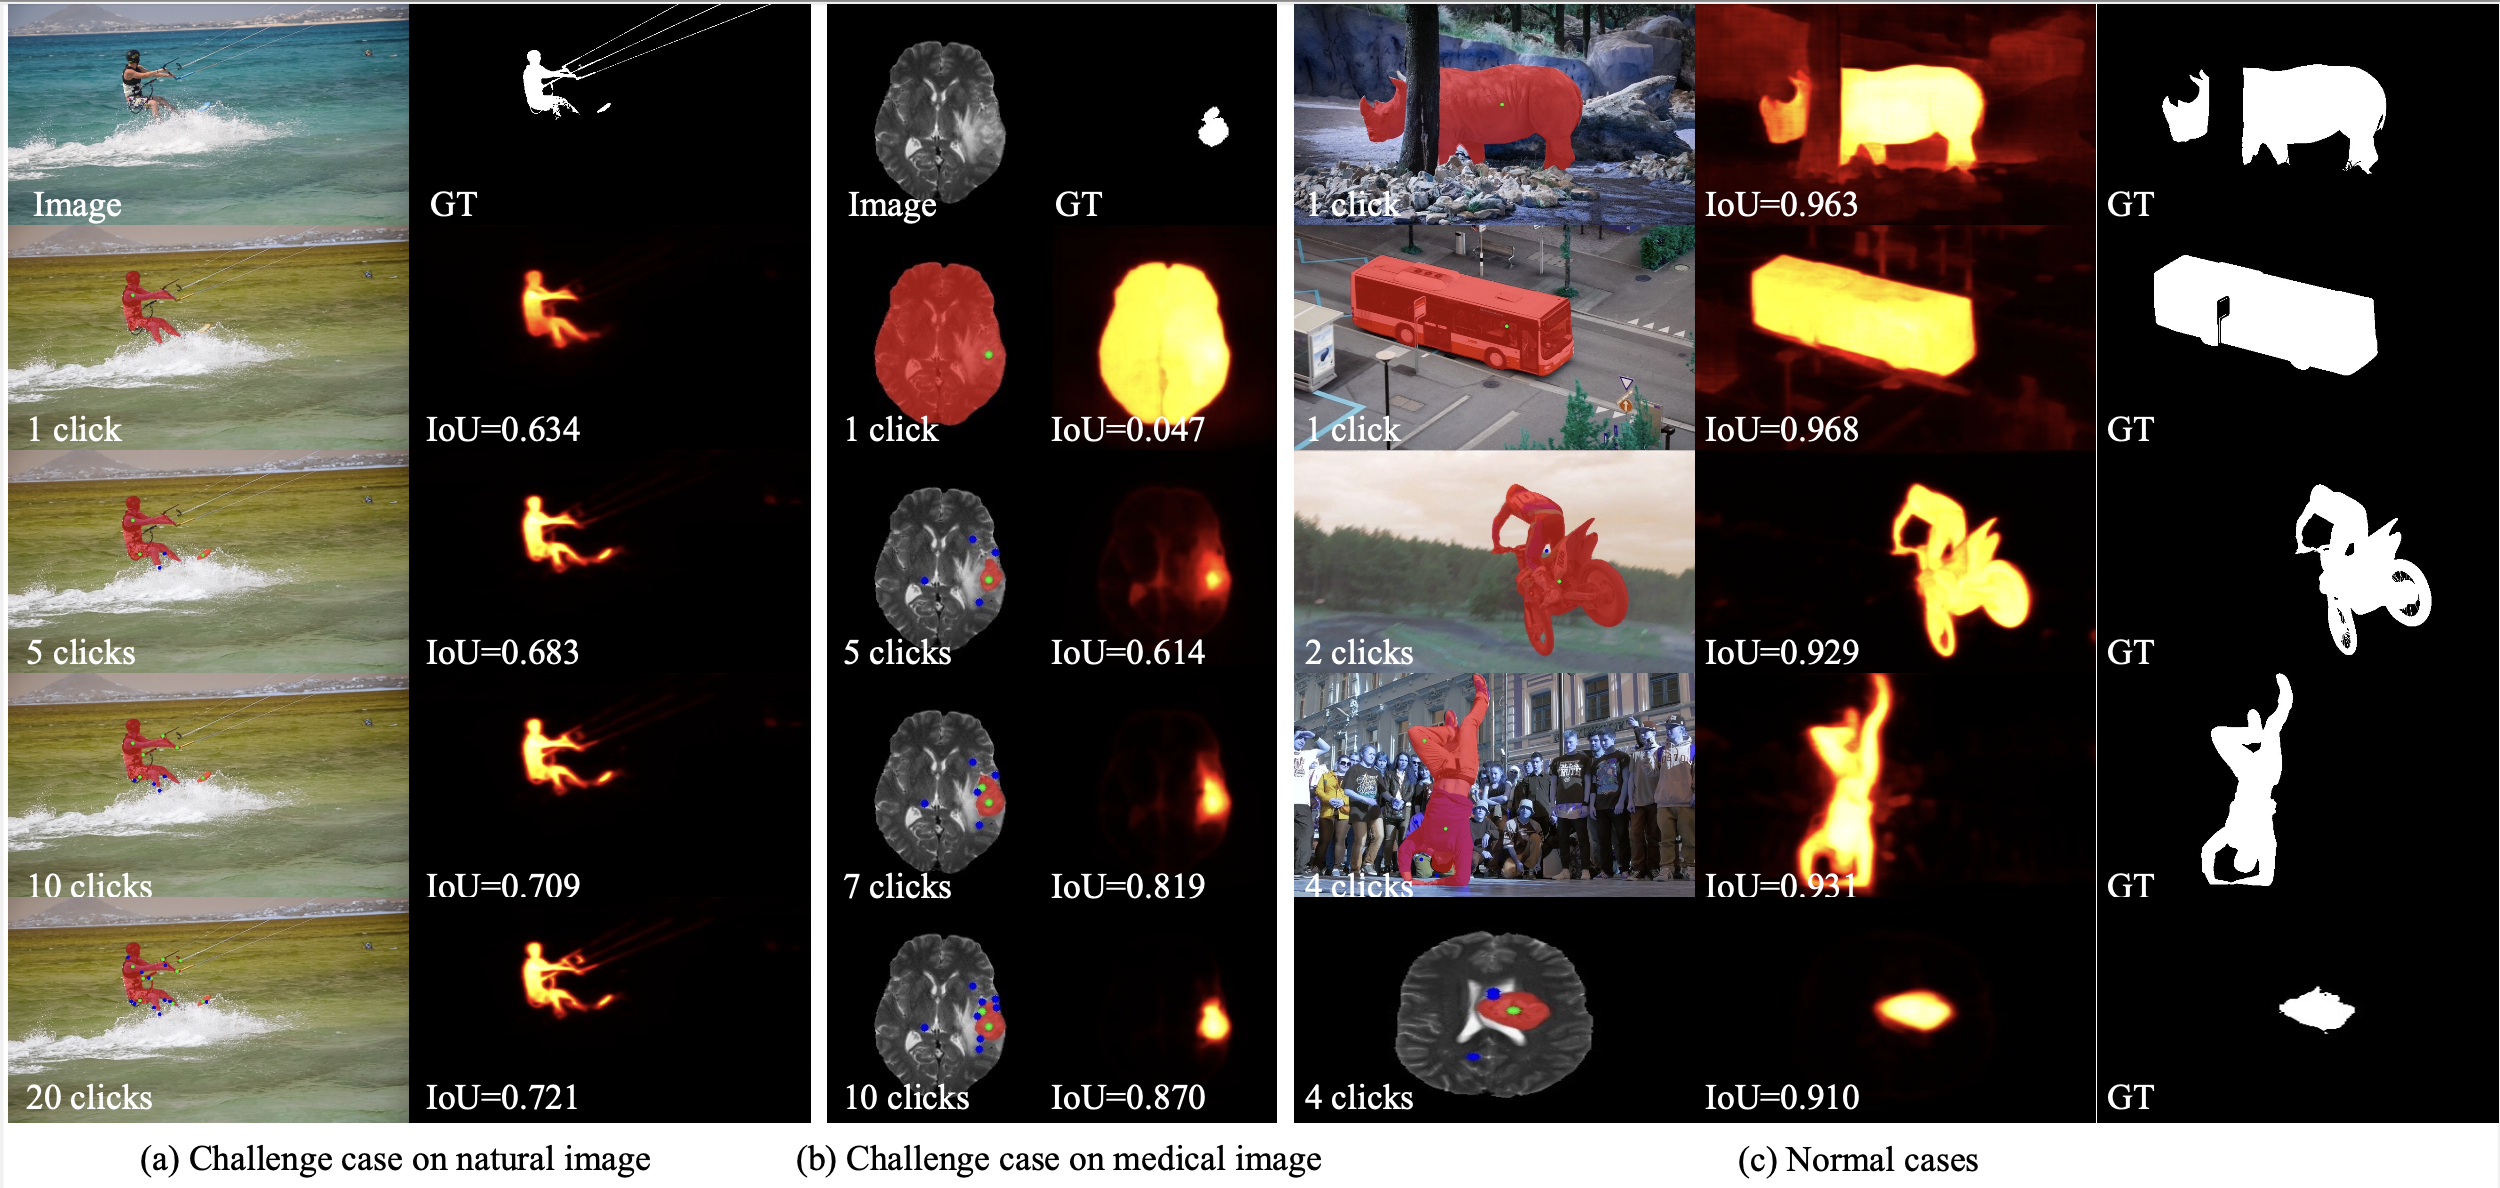 Image
GT
1 click
IoU=0.634
5 clicks
IoU=0.683
10 clicks
IoU=0.709
20 clicks
IoU=0.721
(a) Challenge case on natural image
Image
GT
1 click
IoU=0.047
5 clicks
IoU=0.614
7 clicks
IoU=0.819
10 clicks
IoU=0.870
(b) Challenge case on medical image
1 click
IoU=0.963
GT
1 click
IoU=0.968
GT
2 clicks
IoU=0.929
GT
4 clicks
IoU=0.931
GT
4 clicks
IoU=0.910
GT
(c) Normal cases